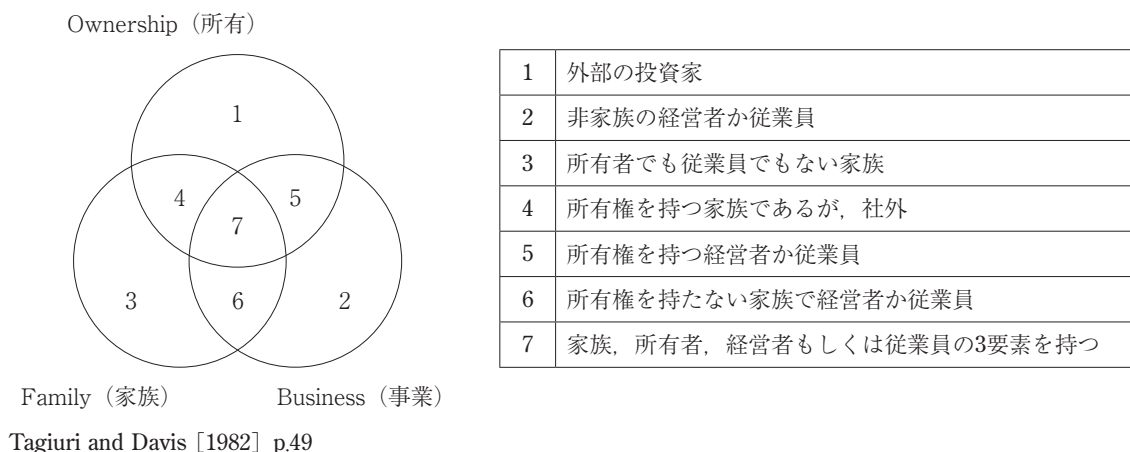 Ownership（所有）
1
4
5
7
3
6
2
Family（家族）
Business（事業）
1 外部の投資家
2 非家族の経営者か従業員
3 所有者でも従業員でもない家族
4 所有権を持つ家族であるが，社外
5 所有権を持つ経営者か従業員
6 所有権を持たない家族で経営者か従業員
7 家族，所有者，経営者もしくは従業員の3要素を持つ
Tagiuri and Davis［1982］p.49